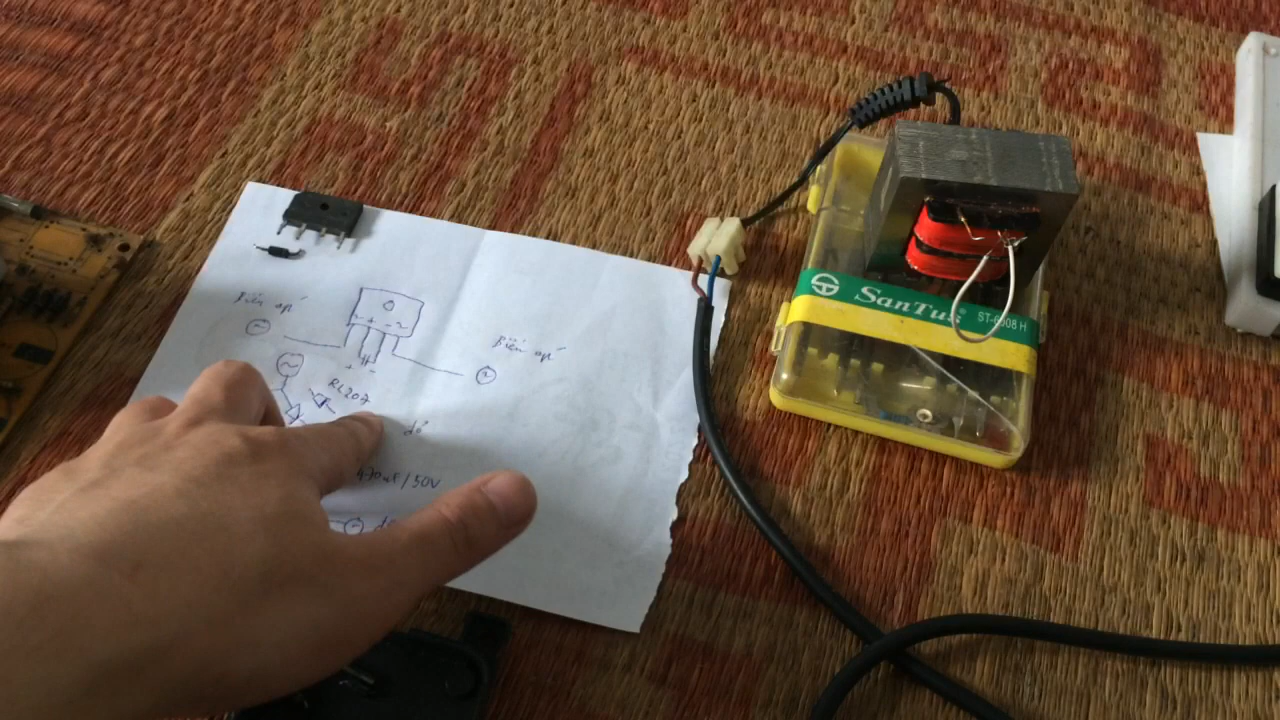 Biến áp
Biến áp
RL207
đỏ
470uF/50V
SanTus
ST-6008 H